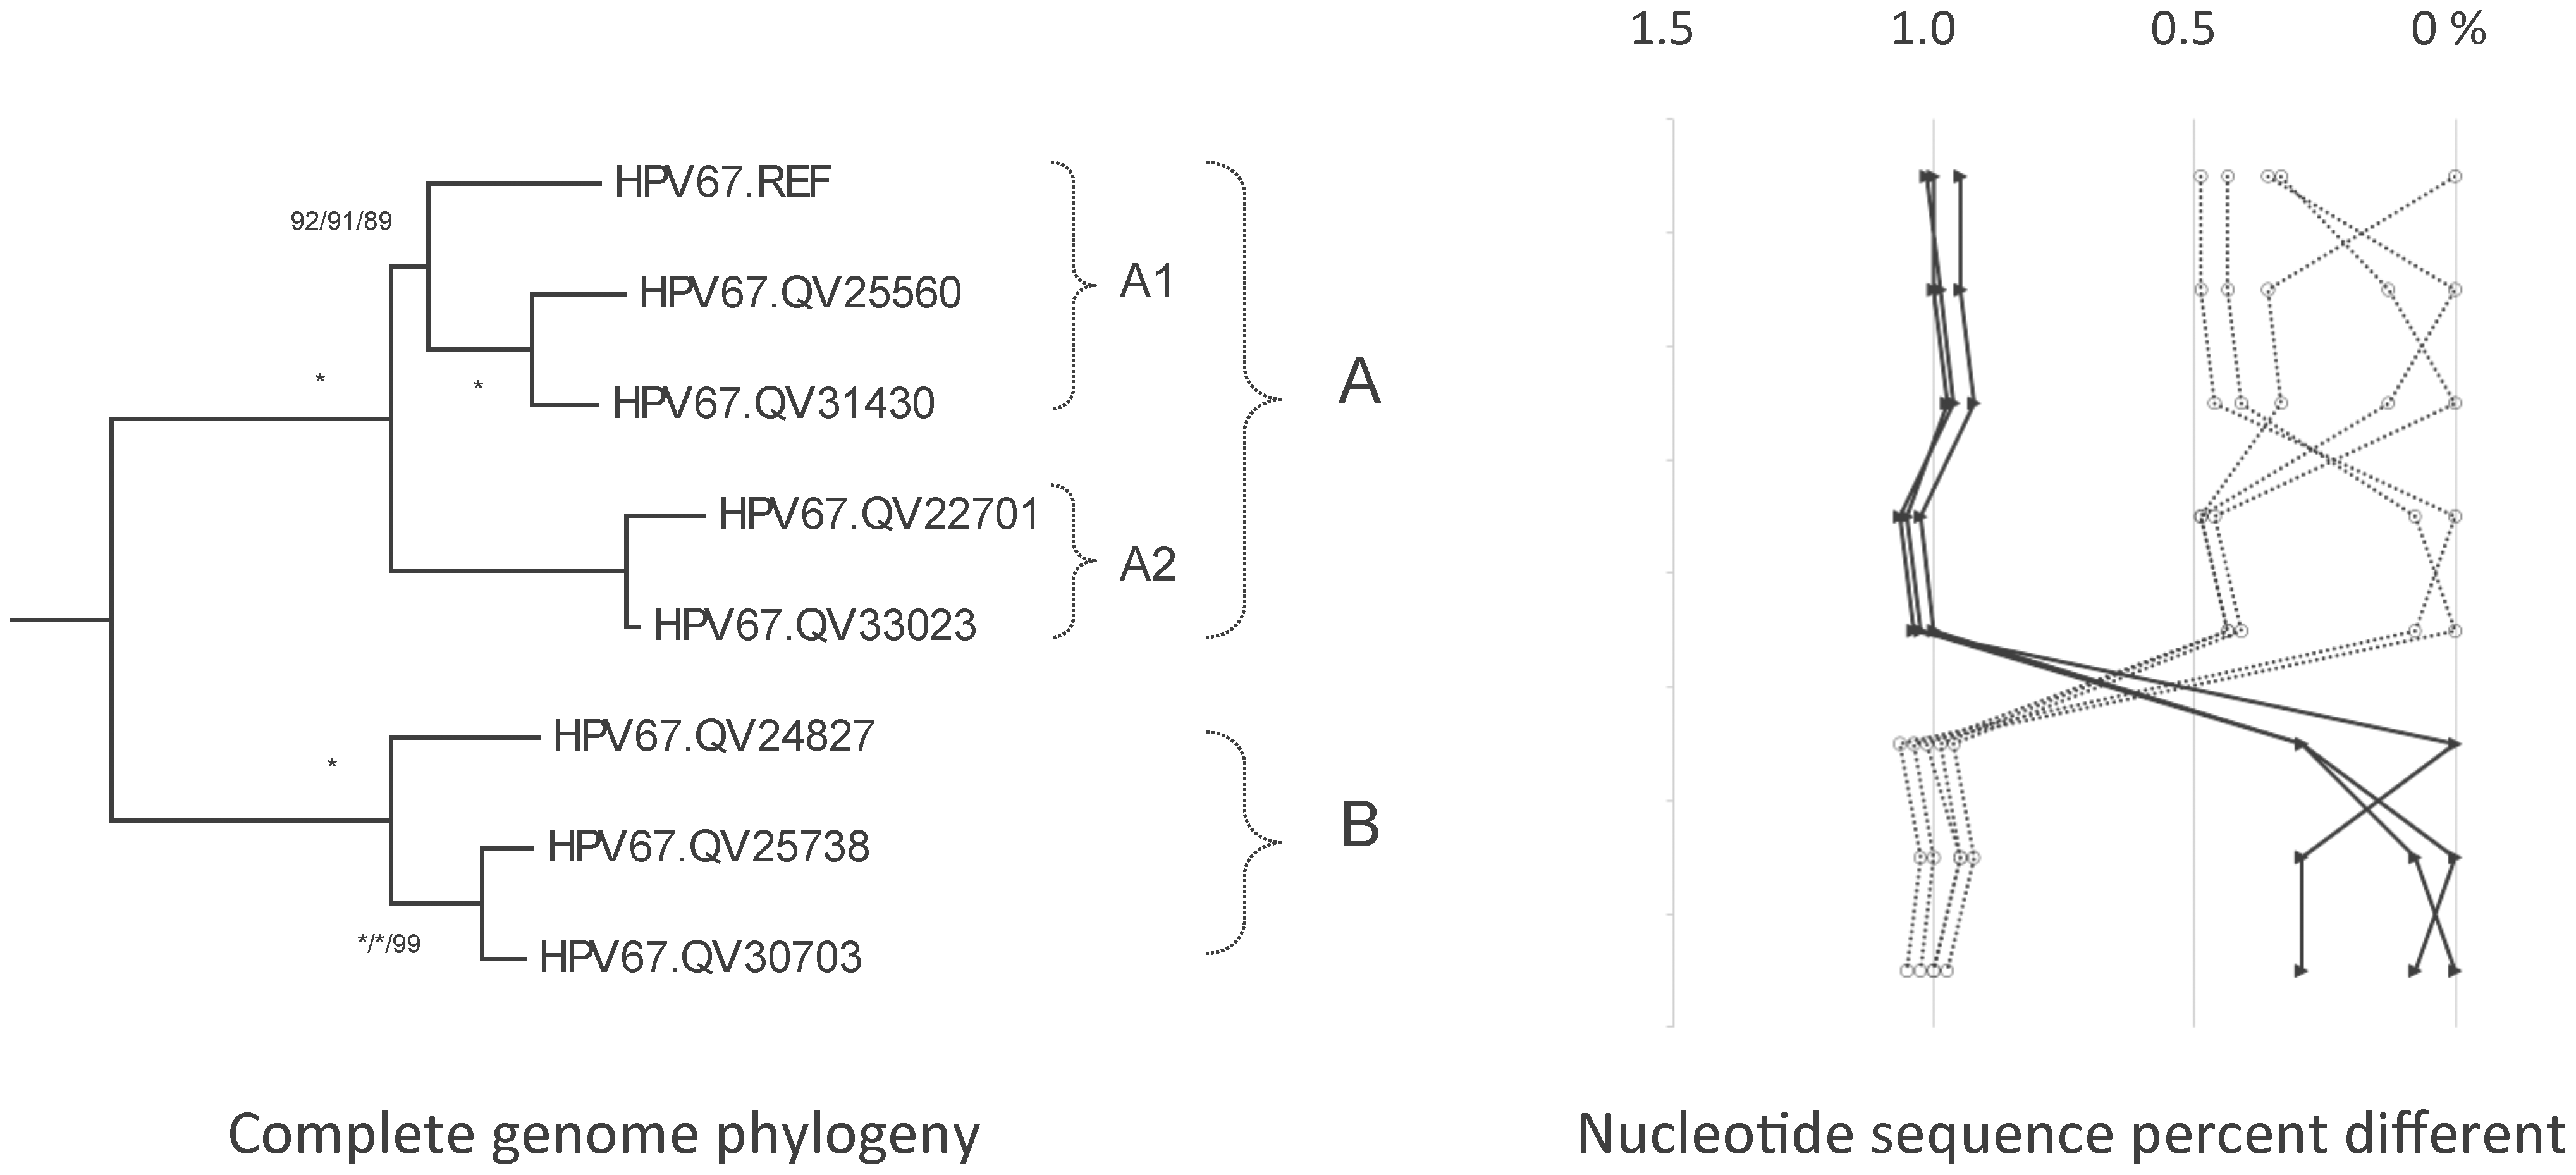 1.5 1.0 0.5 0 %
HPV67.REF
92/91/89
HPV67.QV25560
A1
*
*
HPV67.QV31430
A
HPV67.QV22701
A2
HPV67.QV33023
HPV67.QV24827
*
B
HPV67.QV25738
*/*/99
HPV67.QV30703
Complete genome phylogeny
Nucleotide sequence percent different